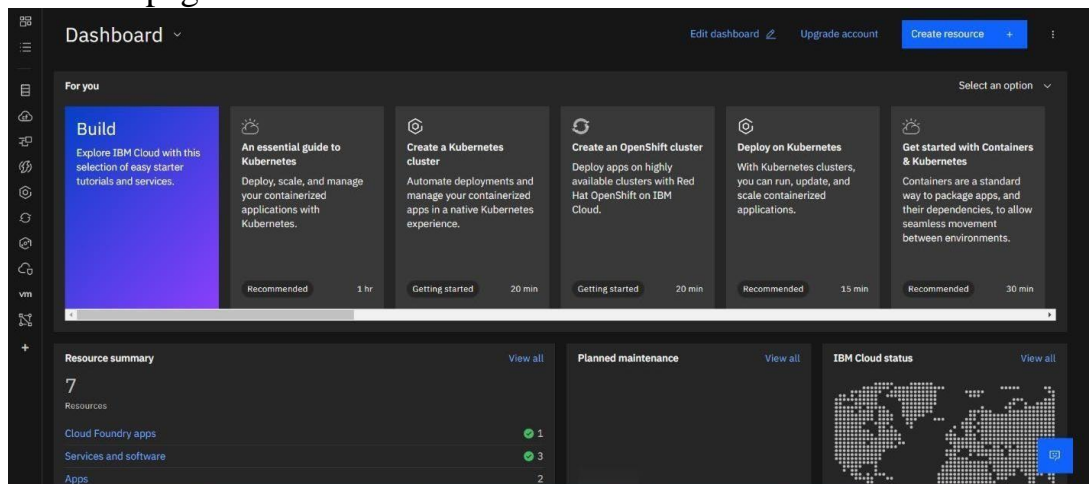 Dashboard
Edit dashboard
Upgrade account
Create resource +
For you
Select an option
Build
Explore IBM Cloud with this
selection of easy starter
tutorials and services.
An essential guide to
Kubernetes
Deploy, scale, and manage
your containerized
applications with
Kubernetes.
Recommended
1 hr
Create a Kubernetes
cluster
Automate deployments and
manage your containerized
apps in a native Kubernetes
experience.
Getting started
20 min
Create an OpenShift cluster
Deploy apps on highly
available clusters with Red
Hat OpenShift on IBM
Cloud.
Getting started
20 min
Deploy on Kubernetes
With Kubernetes clusters,
you can run, update, and
scale containerized
applications.
Recommended
15 min
Get started with Containers
& Kubernetes
Containers are a standard
way to package apps, and
their dependencies, to allow
seamless movement
between environments.
Recommended
30 min
vm
+
Resource summary
View all
7
Resources
Cloud Foundry apps
1
Services and software
3
Apps
2
Planned maintenance
View all
IBM Cloud status
View all